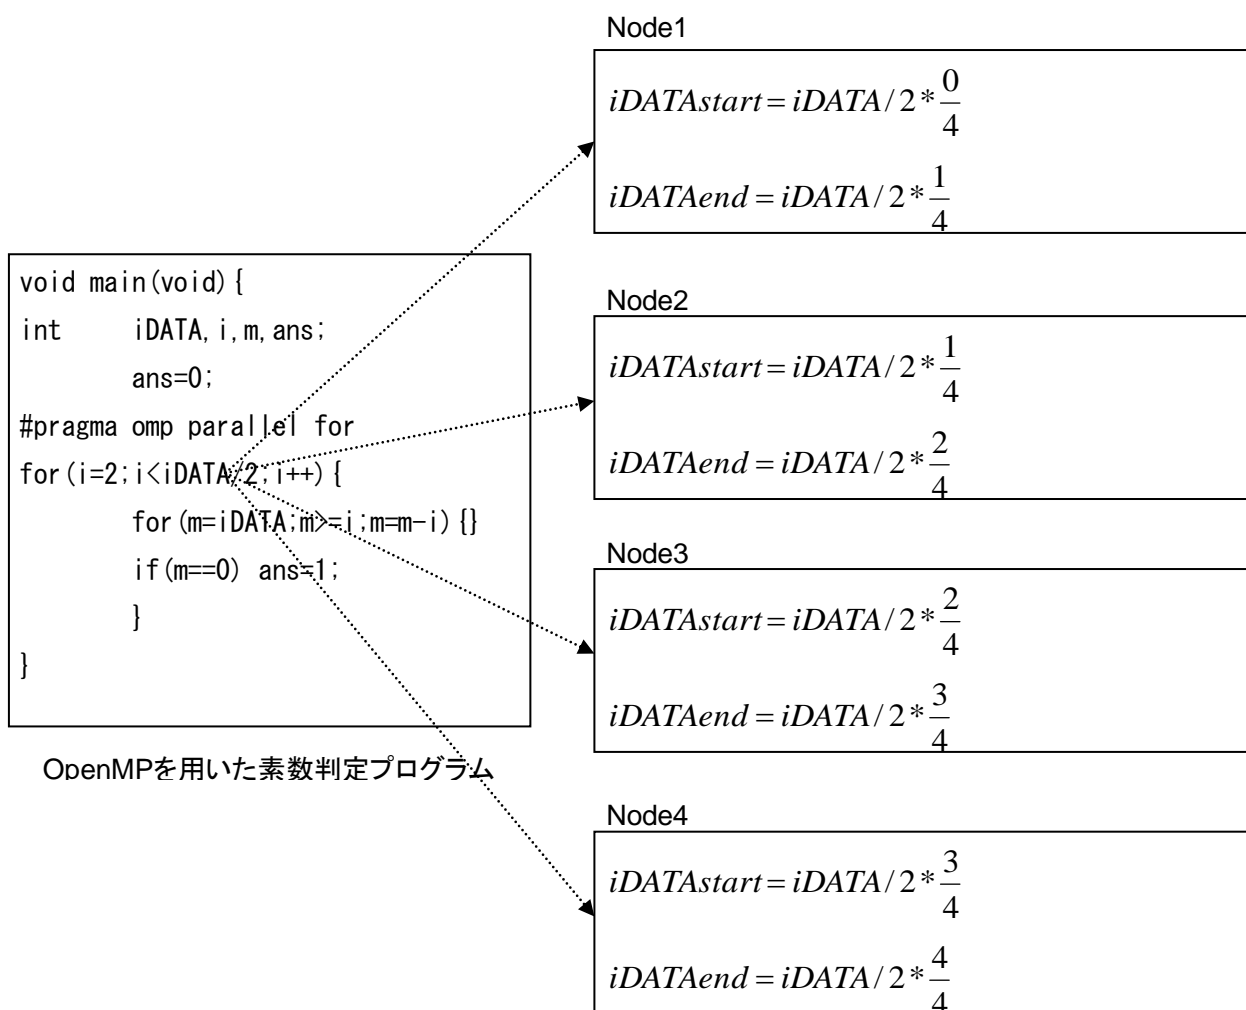 Node1
iDATAstart = iDATA / 2 * 0/4
iDATAend = iDATA / 2 * 1/4
void main(void){
int iDATA,i,m,ans;
ans=0;
#pragma omp parallel for
for(i=2;i<iDATA/2;i++){
for(m=iDATA;m>=i;m=m-i){}
if(m==0) ans=1;
}
}
OpenMPを用いた素数判定プログラム
Node2
iDATAstart = iDATA / 2 * 1/4
iDATAend = iDATA / 2 * 2/4
Node3
iDATAstart = iDATA / 2 * 2/4
iDATAend = iDATA / 2 * 3/4
Node4
iDATAstart = iDATA / 2 * 3/4
iDATAend = iDATA / 2 * 4/4